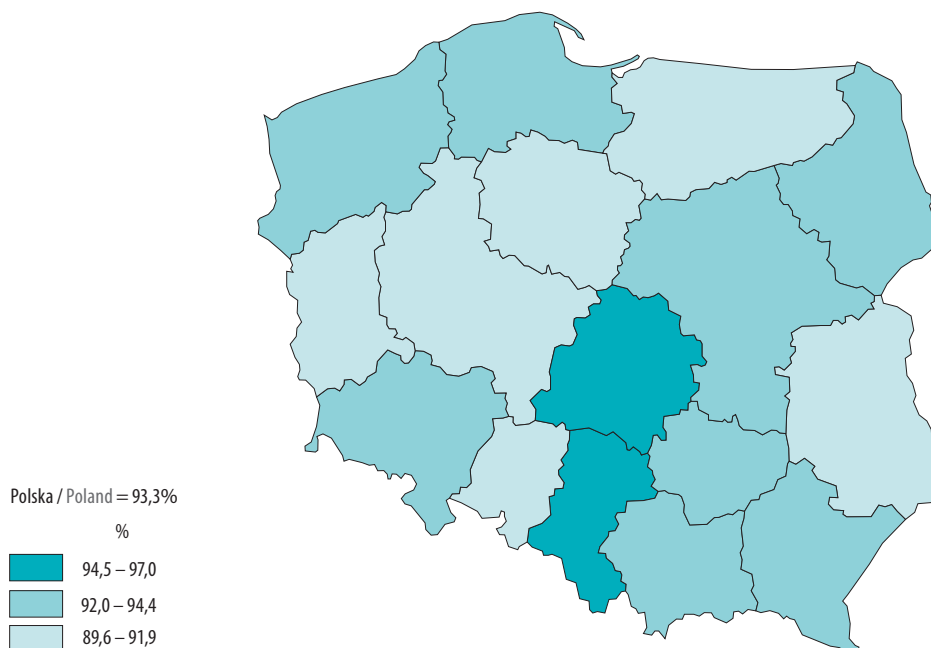 Polska / Poland = 93,3%
%
94,5 – 97,0
92,0 – 94,4
89,6 – 91,9